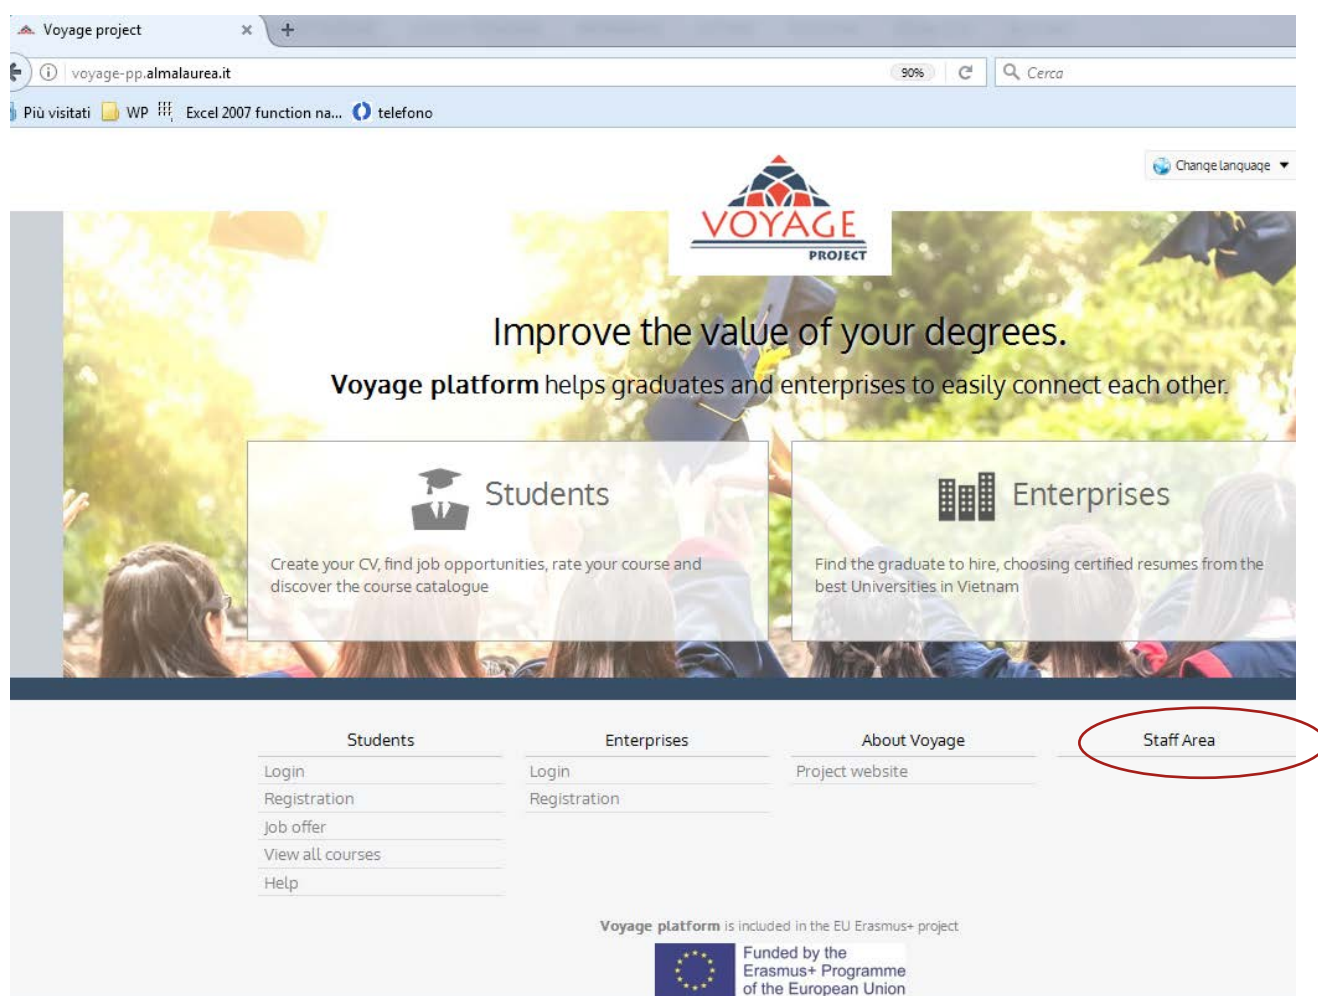 Voyage project
voyage-pp.almalaurea.it
90%
Cerca
Più visitati
WP
Excel 2007 function na...
telefono
Change language
VOYAGE
PROJECT
Improve the value of your degrees.
Voyage platform helps graduates and enterprises to easily connect each other.
Students
Create your CV, find job opportunities, rate your course and
discover the course catalogue
Enterprises
Find the graduate to hire, choosing certified resumes from the
best Universities in Vietnam
Students
Login
Registration
Job offer
View all courses
Help
Enterprises
Login
Registration
About Voyage
Project website
Staff Area
Voyage platform is included in the EU Erasmus+ project
Funded by the
Erasmus+ Programme
of the European Union